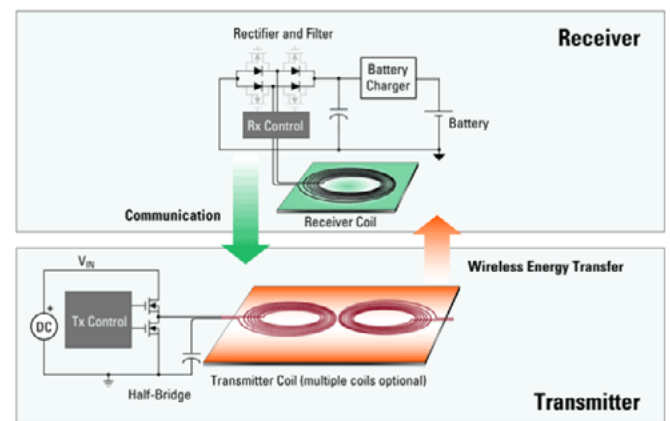 Receiver
Rectifier and Filter
Battery
Charger
Rx Control
Battery
Communication
Receiver Coil
Wireless Energy Transfer
VIN
DC
+
Tx Control
Half-Bridge
Transmitter Coil (multiple coils optional)
Transmitter